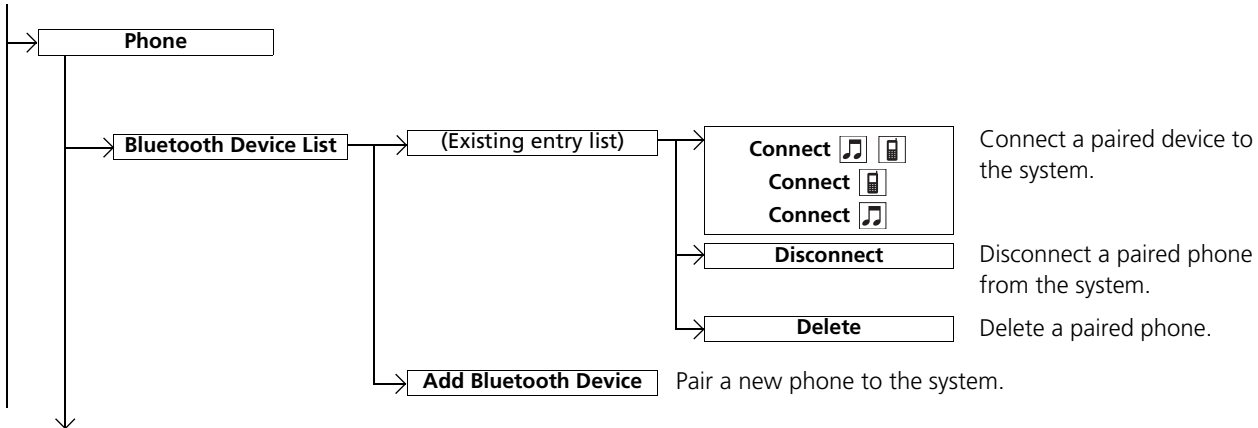 Phone
Bluetooth Device List
(Existing entry list)
Connect
Connect
Connect
Connect a paired device to
the system.
Disconnect
Disconnect a paired phone
from the system.
Delete
Delete a paired phone.
Add Bluetooth Device
Pair a new phone to the system.